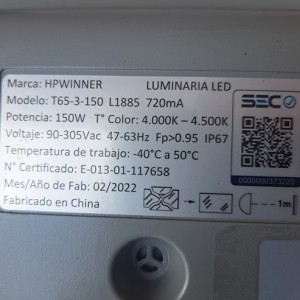 Marca: HPWINNER LUMINARIA LED
Modelo: T65-3-150 L1885 720mA
Potencia: 150W T° Color: 4.000K – 4.500K
Voltaje: 90-305Vac 47-63Hz Fp>0.95 IP67
Temperatura de trabajo: -40°C a 50°C
N° Certificado: E-013-01-117658
Mes/Año de Fab: 02/2022
Fabricado en China
SEC
0000000373220
1m